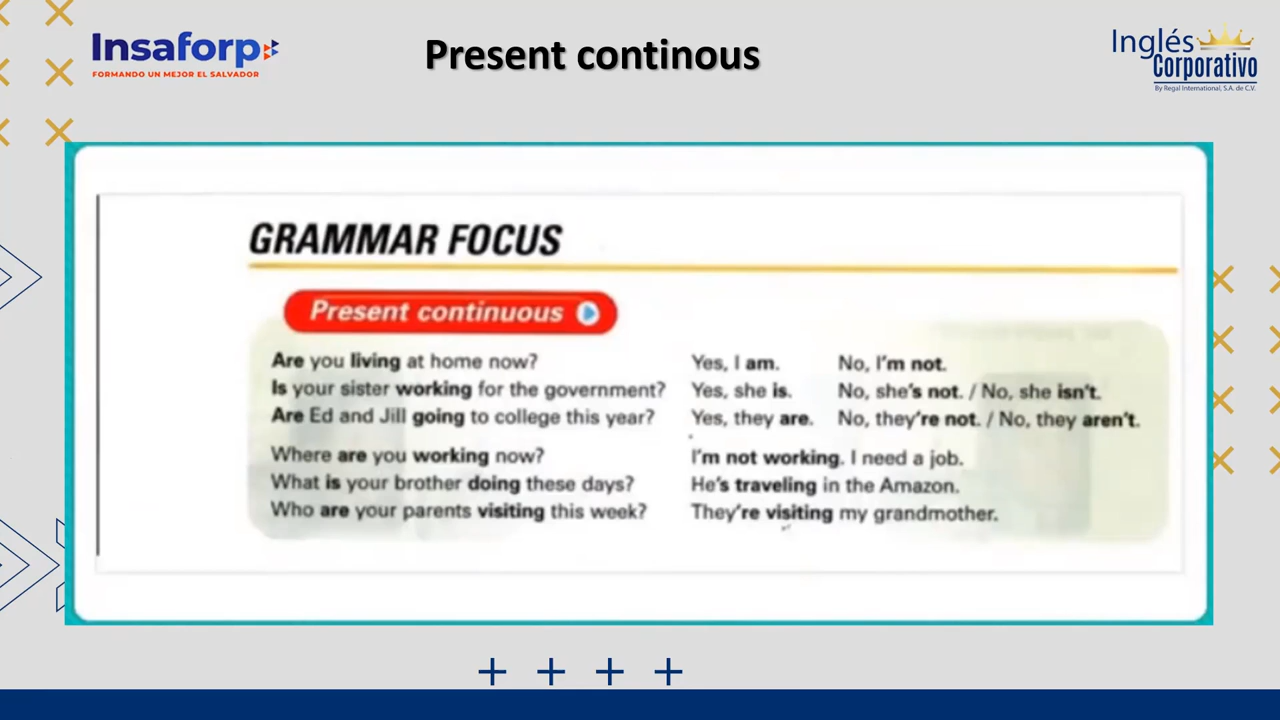 Insaforp
FORMANDO UN MEJOR EL SALVADOR
Present continous
Inglés
Corporativo
By Regal International, S.A. de C.V.
GRAMMAR FOCUS
Present continuous
Are you living at home now? Yes, I am. No, I'm not.
Is your sister working for the government? Yes, she is. No, she's not. / No, she isn't.
Are Ed and Jill going to college this year? Yes, they are. No, they're not. / No, they aren't.
Where are you working now? I'm not working. I need a job.
What is your brother doing these days? He's traveling in the Amazon.
Who are your parents visiting this week? They're visiting my grandmother.